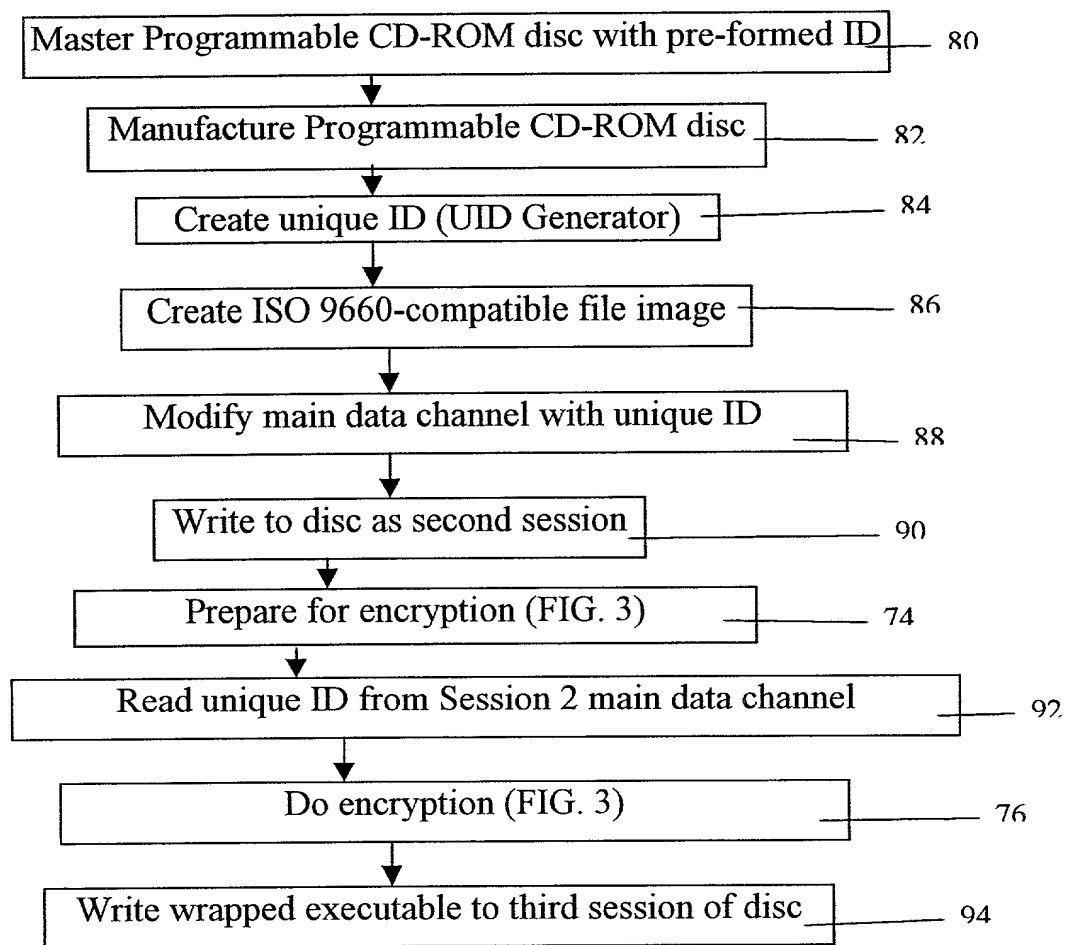 Master Programmable CD-ROM disc with pre-formed ID 80
Manufacture Programmable CD-ROM disc 82
Create unique ID (UID Generator) 84
Create ISO 9660-compatible file image 86
Modify main data channel with unique ID 88
Write to disc as second session 90
Prepare for encryption (FIG. 3) 74
Read unique ID from Session 2 main data channel 92
Do encryption (FIG. 3) 76
Write wrapped executable to third session of disc 94